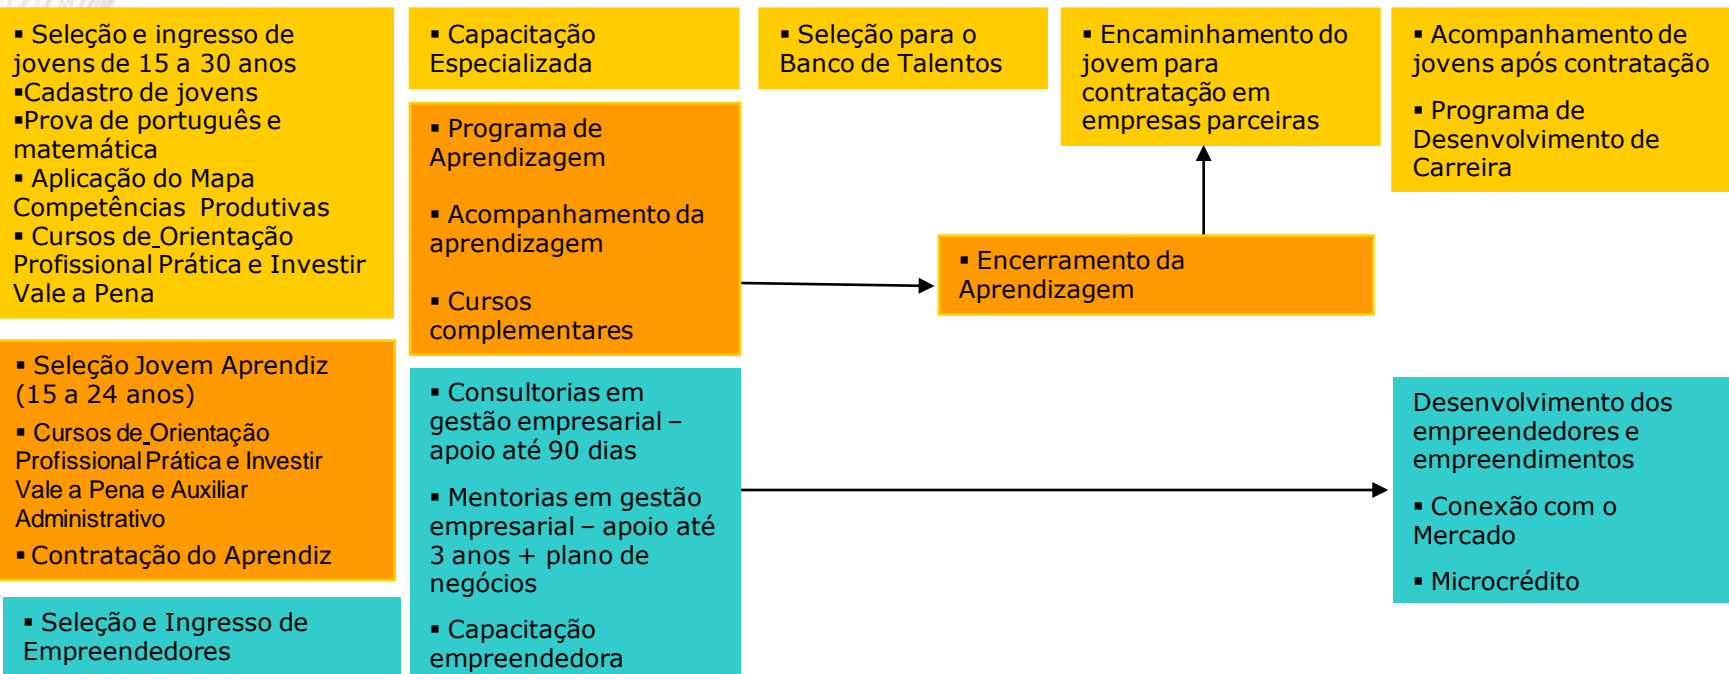 ▪ Seleção e ingresso de
jovens de 15 a 30 anos
▪Cadastro de jovens
▪Prova de português e
matemática
▪ Aplicação do Mapa
Competências Produtivas
▪ Cursos de Orientação
Profissional Prática e Investir
Vale a Pena
▪ Capacitação
Especializada
▪ Seleção para o
Banco de Talentos
▪ Encaminhamento do
jovem para
contratação em
empresas parceiras
▪ Acompanhamento de
jovens após contratação
▪ Programa de
Desenvolvimento de
Carreira
▪ Programa de
Aprendizagem
▪ Acompanhamento da
aprendizagem
▪ Cursos
complementares
▪ Encerramento da
Aprendizagem
▪ Seleção Jovem Aprendiz
(15 a 24 anos)
▪ Cursos de Orientação
Profissional Prática e Investir
Vale a Pena e Auxiliar
Administrativo
▪ Contratação do Aprendiz
▪ Consultorias em
gestão empresarial –
apoio até 90 dias
▪ Mentorias em gestão
empresarial – apoio até
3 anos + plano de
negócios
▪ Capacitação
empreendedora
Desenvolvimento dos
empreendedores e
empreendimentos
▪ Conexão com o
Mercado
▪ Microcrédito
▪ Seleção e Ingresso de
Empreendedores